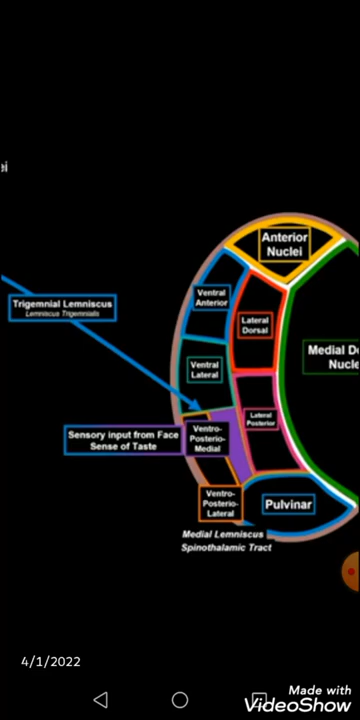 ei
Anterior
Nuclei
Ventral
Anterior
Trigemnial Lemniscus
Lemniscus Trigeminalis
Lateral
Dorsal
Medial Do
Nucle
Ventral
Lateral
Lateral
Posterior
Sensory input from Face
Sense of Taste
Ventro-
Posterio-
Medial
Ventro-
Posterio-
Lateral
Pulvinar
Medial Lemniscus
Spinothalamic Tract
4/1/2022
Made with
VideoShow